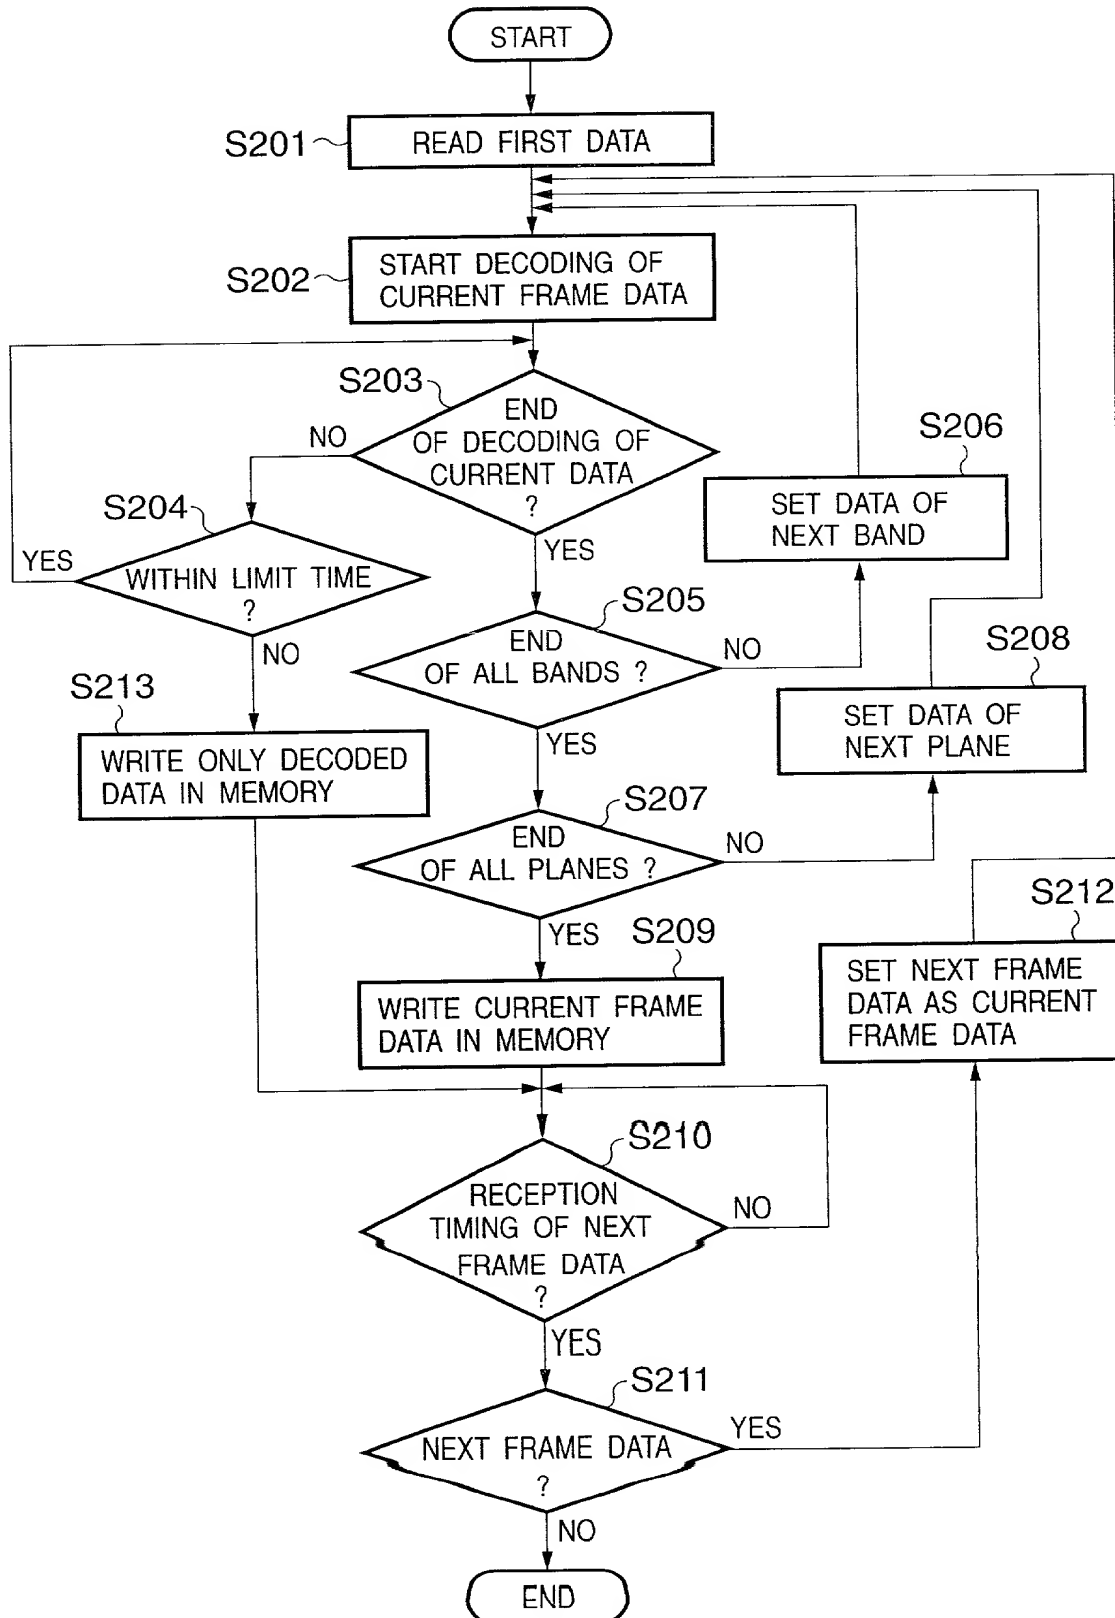 START
S201
READ FIRST DATA
S202
START DECODING OF
CURRENT FRAME DATA
S203
END
OF DECODING OF
CURRENT DATA
?
NO
YES
S204
WITHIN LIMIT TIME
?
YES
NO
S205
END
OF ALL BANDS ?
NO
YES
S206
SET DATA OF
NEXT BAND
S207
END
OF ALL PLANES ?
NO
YES
S208
SET DATA OF
NEXT PLANE
S213
WRITE ONLY DECODED
DATA IN MEMORY
S209
WRITE CURRENT FRAME
DATA IN MEMORY
S212
SET NEXT FRAME
DATA AS CURRENT
FRAME DATA
S210
RECEPTION
TIMING OF NEXT
FRAME DATA
?
NO
YES
S211
NEXT FRAME DATA
?
YES
NO
END